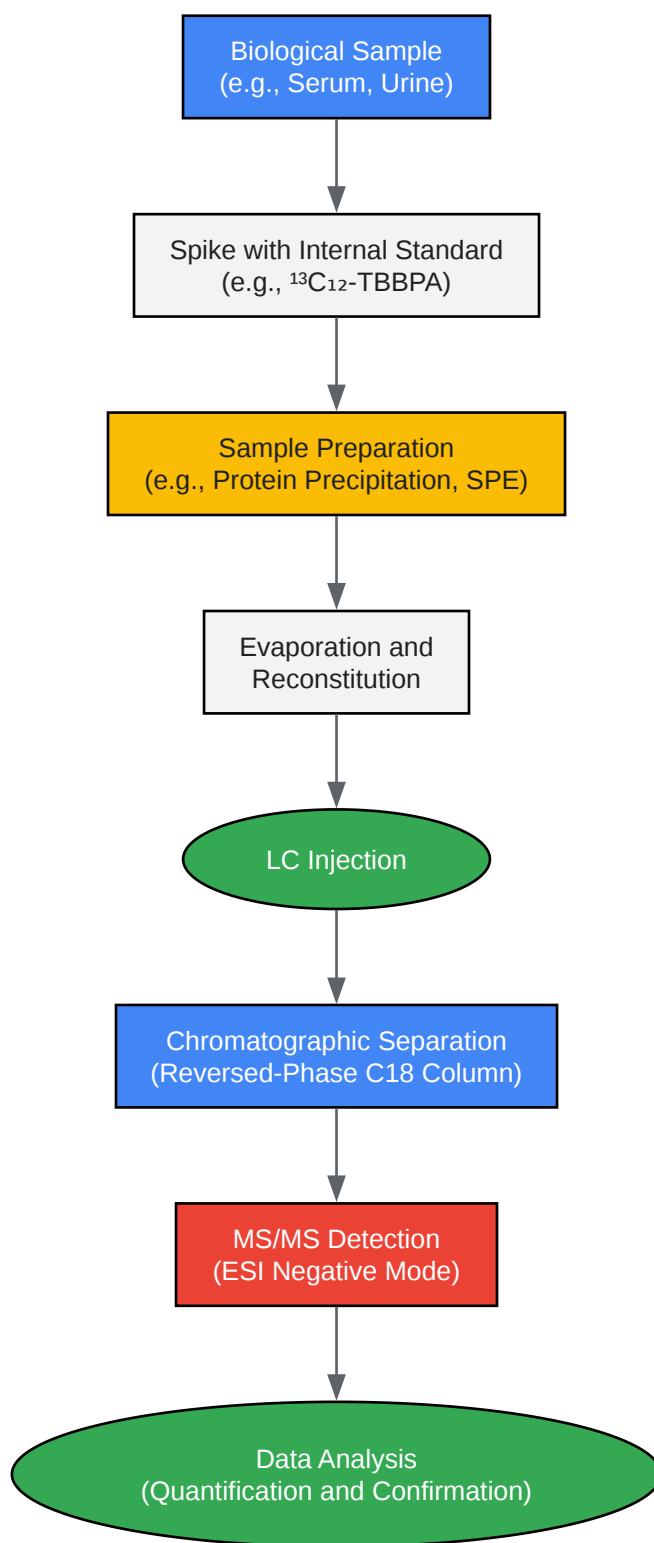 Biological Sample
(e.g., Serum, Urine)
Spike with Internal Standard
(e.g., ¹³C₁₂-TBBPA)
Sample Preparation
(e.g., Protein Precipitation, SPE)
Evaporation and
Reconstitution
LC Injection
Chromatographic Separation
(Reversed-Phase C18 Column)
MS/MS Detection
(ESI Negative Mode)
Data Analysis
(Quantification and Confirmation)